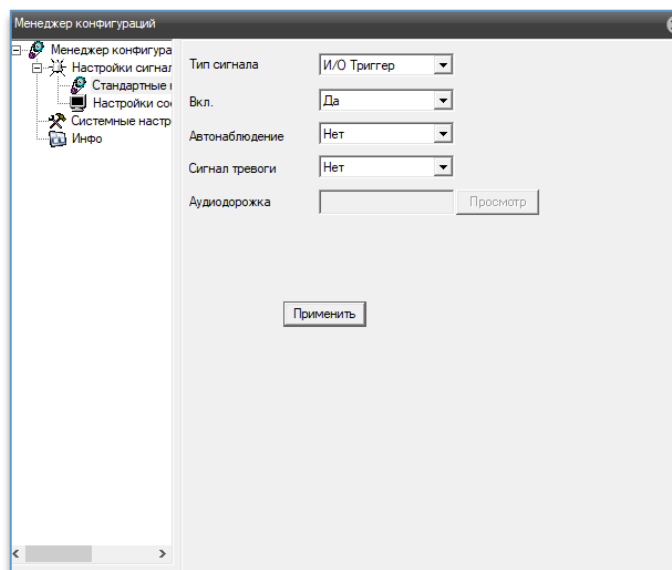 Менеджер конфигураций
Менеджер конфигура
Настройки сигнал
Стандартные
Настройки со
Системные настр
Инфо
Тип сигнала
И/О Триггер
Вкл.
Да
Автонаблюдение
Нет
Сигнал тревоги
Нет
Аудиодорожка
Просмотр
Применить